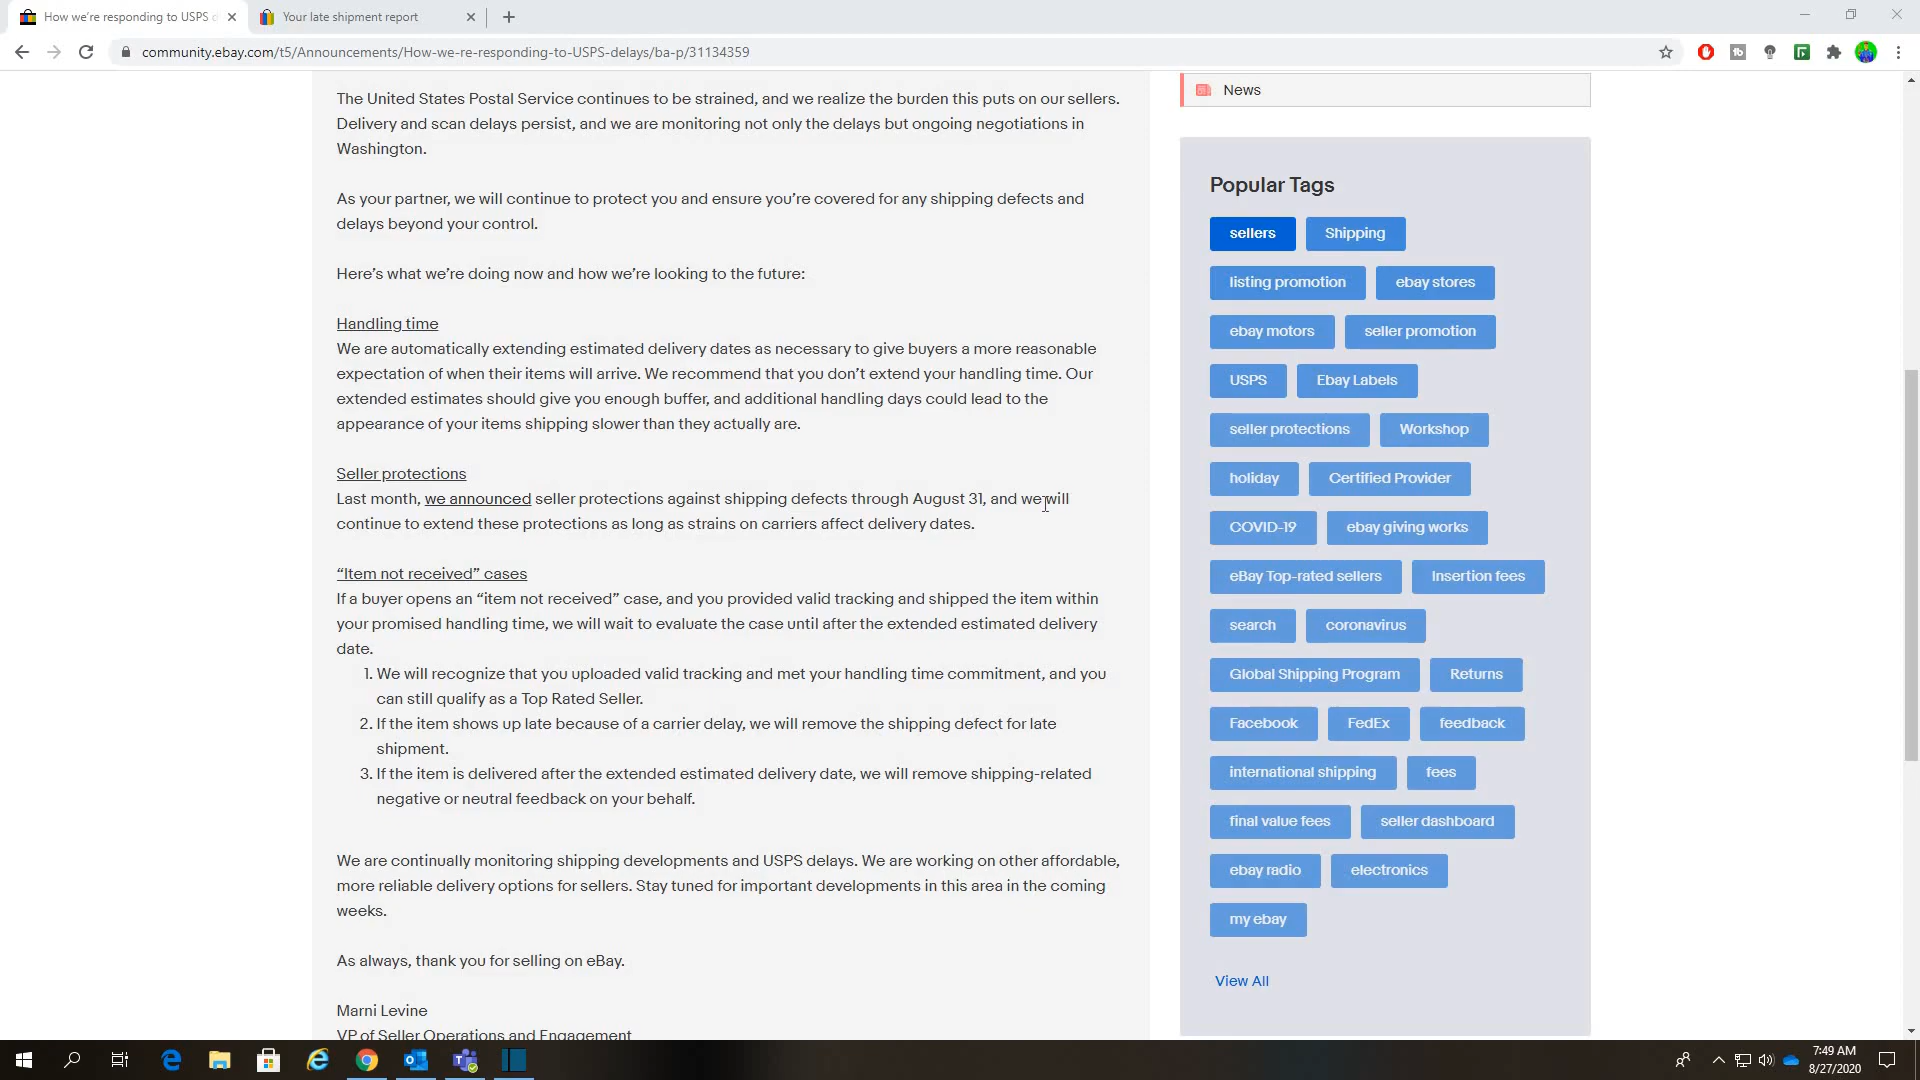 How we're responding to USPS d
Your late shipment report
community.ebay.com/t5/Announcements/How-we-re-responding-to-USPS-delays/ba-p/31134359
The United States Postal Service continues to be strained, and we realize the burden this puts on our sellers.
Delivery and scan delays persist, and we are monitoring not only the delays but ongoing negotiations in
Washington.
As your partner, we will continue to protect you and ensure you're covered for any shipping defects and
delays beyond your control.
Here's what we're doing now and how we're looking to the future:
Handling time
We are automatically extending estimated delivery dates as necessary to give buyers a more reasonable
expectation of when their items will arrive. We recommend that you don't extend your handling time. Our
extended estimates should give you enough buffer, and additional handling days could lead to the
appearance of your items shipping slower than they actually are.
Seller protections
Last month, we announced seller protections against shipping defects through August 31, and we will
continue to extend these protections as long as strains on carriers affect delivery dates.
“Item not received” cases
If a buyer opens an “item not received” case, and you provided valid tracking and shipped the item within
your promised handling time, we will wait to evaluate the case until after the extended estimated delivery
date.
1. We will recognize that you uploaded valid tracking and met your handling time commitment, and you
can still qualify as a Top Rated Seller.
2. If the item shows up late because of a carrier delay, we will remove the shipping defect for late
shipment.
3. If the item is delivered after the extended estimated delivery date, we will remove shipping-related
negative or neutral feedback on your behalf.
We are continually monitoring shipping developments and USPS delays. We are working on other affordable,
more reliable delivery options for sellers. Stay tuned for important developments in this area in the coming
weeks.
As always, thank you for selling on eBay.
Marni Levine
VP of Seller Operations and Engagement
News
Popular Tags
sellers Shipping
listing promotion ebay stores
ebay motors seller promotion
USPS Ebay Labels
seller protections Workshop
holiday Certified Provider
COVID-19 ebay giving works
eBay Top-rated sellers Insertion fees
search coronavirus
Global Shipping Program Returns
Facebook FedEx feedback
international shipping fees
final value fees seller dashboard
ebay radio electronics
my ebay
View All
7:49 AM
8/27/2020